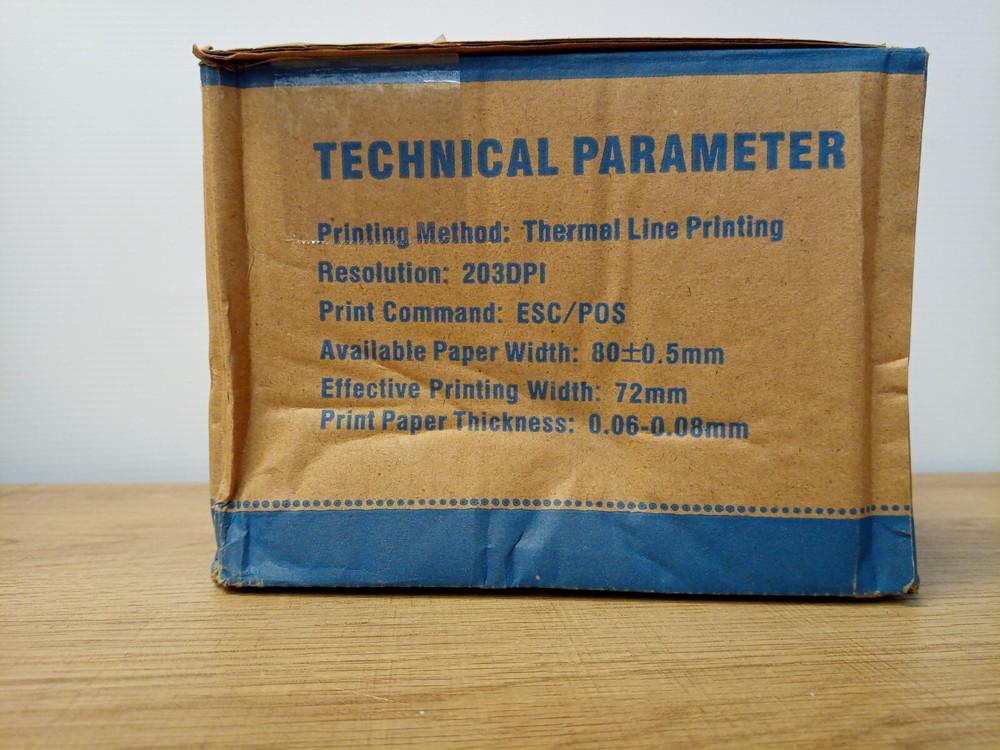 TECHNICAL PARAMETER
Printing Method: Thermal Line Printing
Resolution: 203DPI
Print Command: ESC/POS
Available Paper Width: 80±0.5mm
Effective Printing Width: 72mm
Print Paper Thickness: 0.06-0.08mm